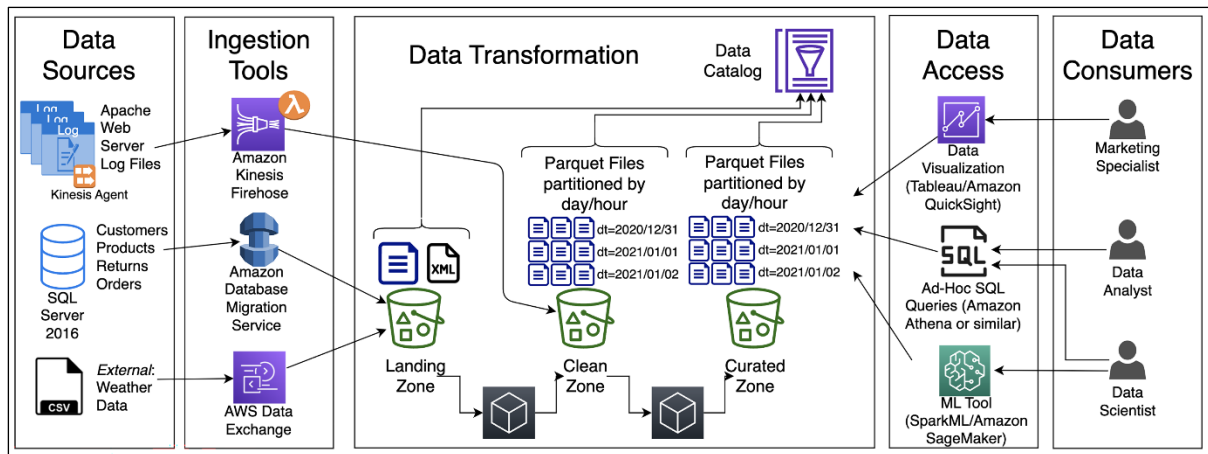 Data
Sources
Log
Log
Log
Apache
Web
Server
Log Files
Kinesis Agent
Customers
Products
Returns
Orders
SQL
Server
2016
External:
Weather
Data
CSV
Ingestion
Tools
Amazon
Kinesis
Firehose
Amazon
Database
Migration
Service
AWS Data
Exchange
Data Transformation
Data
Catalog
XML
Landing
Zone
Parquet Files
partitioned by
day/hour
dt=2020/12/31
dt=2021/01/01
dt=2021/01/02
Clean
Zone
Parquet Files
partitioned by
day/hour
dt=2020/12/31
dt=2021/01/01
dt=2021/01/02
Curated
Zone
Data
Access
Data
Visualization
(Tableau/Amazon
QuickSight)
SQL
Ad-Hoc SQL
Queries (Amazon
Athena or similar)
ML Tool
(SparkML/Amazon
SageMaker)
Data
Consumers
Marketing
Specialist
Data
Analyst
Data
Scientist